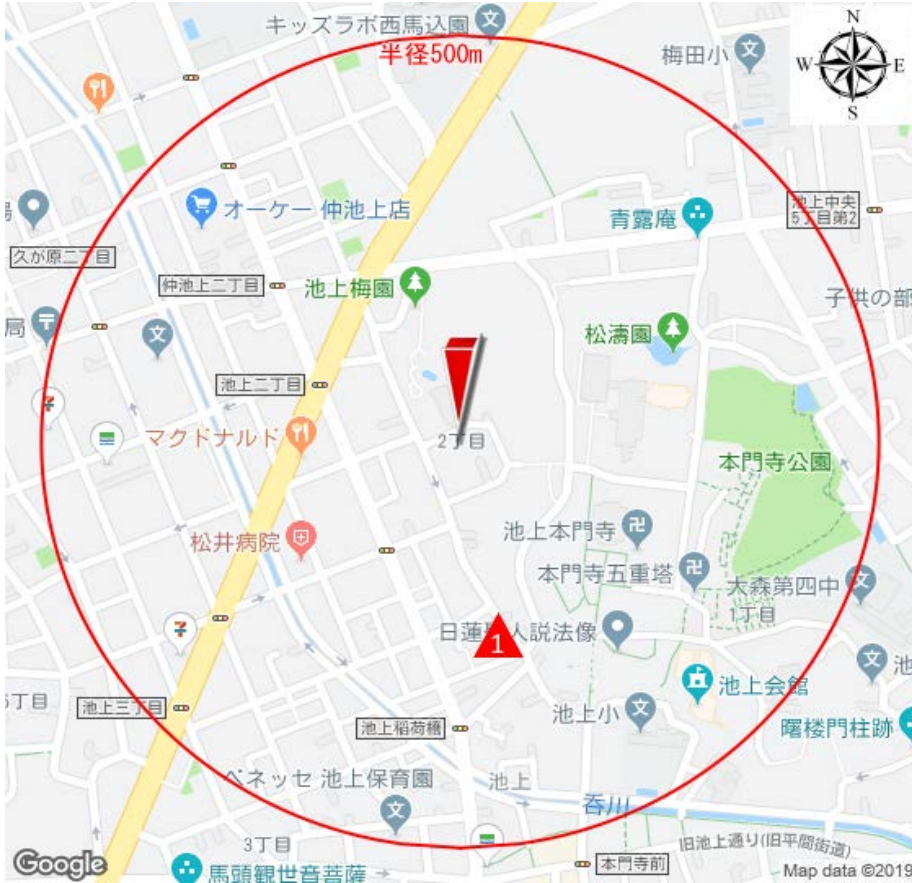 キッズラボ西馬込園
半径500m
梅田小
N
W
E
S
池上中央
5丁目第2
オーケー 仲池上店
青露庵
久が原二丁目
仲池上二丁目
池上梅園
子供の部
局
松濤園
池上二丁目
マクドナルド
2丁目
本門寺公園
松井病院
池上本門寺
本門寺五重塔
大森第四中
1丁目
日蓮
人説法像
1
池
池上会館
5丁目
池上三丁目
池上小
池上稲荷橋
曙楼門柱跡
ベネッセ 池上保育園
池上
呑川
3丁目
旧池上通り(旧平間街道)
本門寺前
Google
馬頭観世音菩薩
Map data ©2019